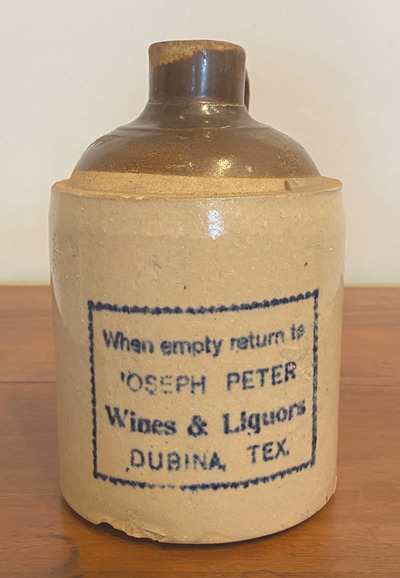 When empty return to
JOSEPH PETER
Wines & Liquors
DUBINA, TEX.